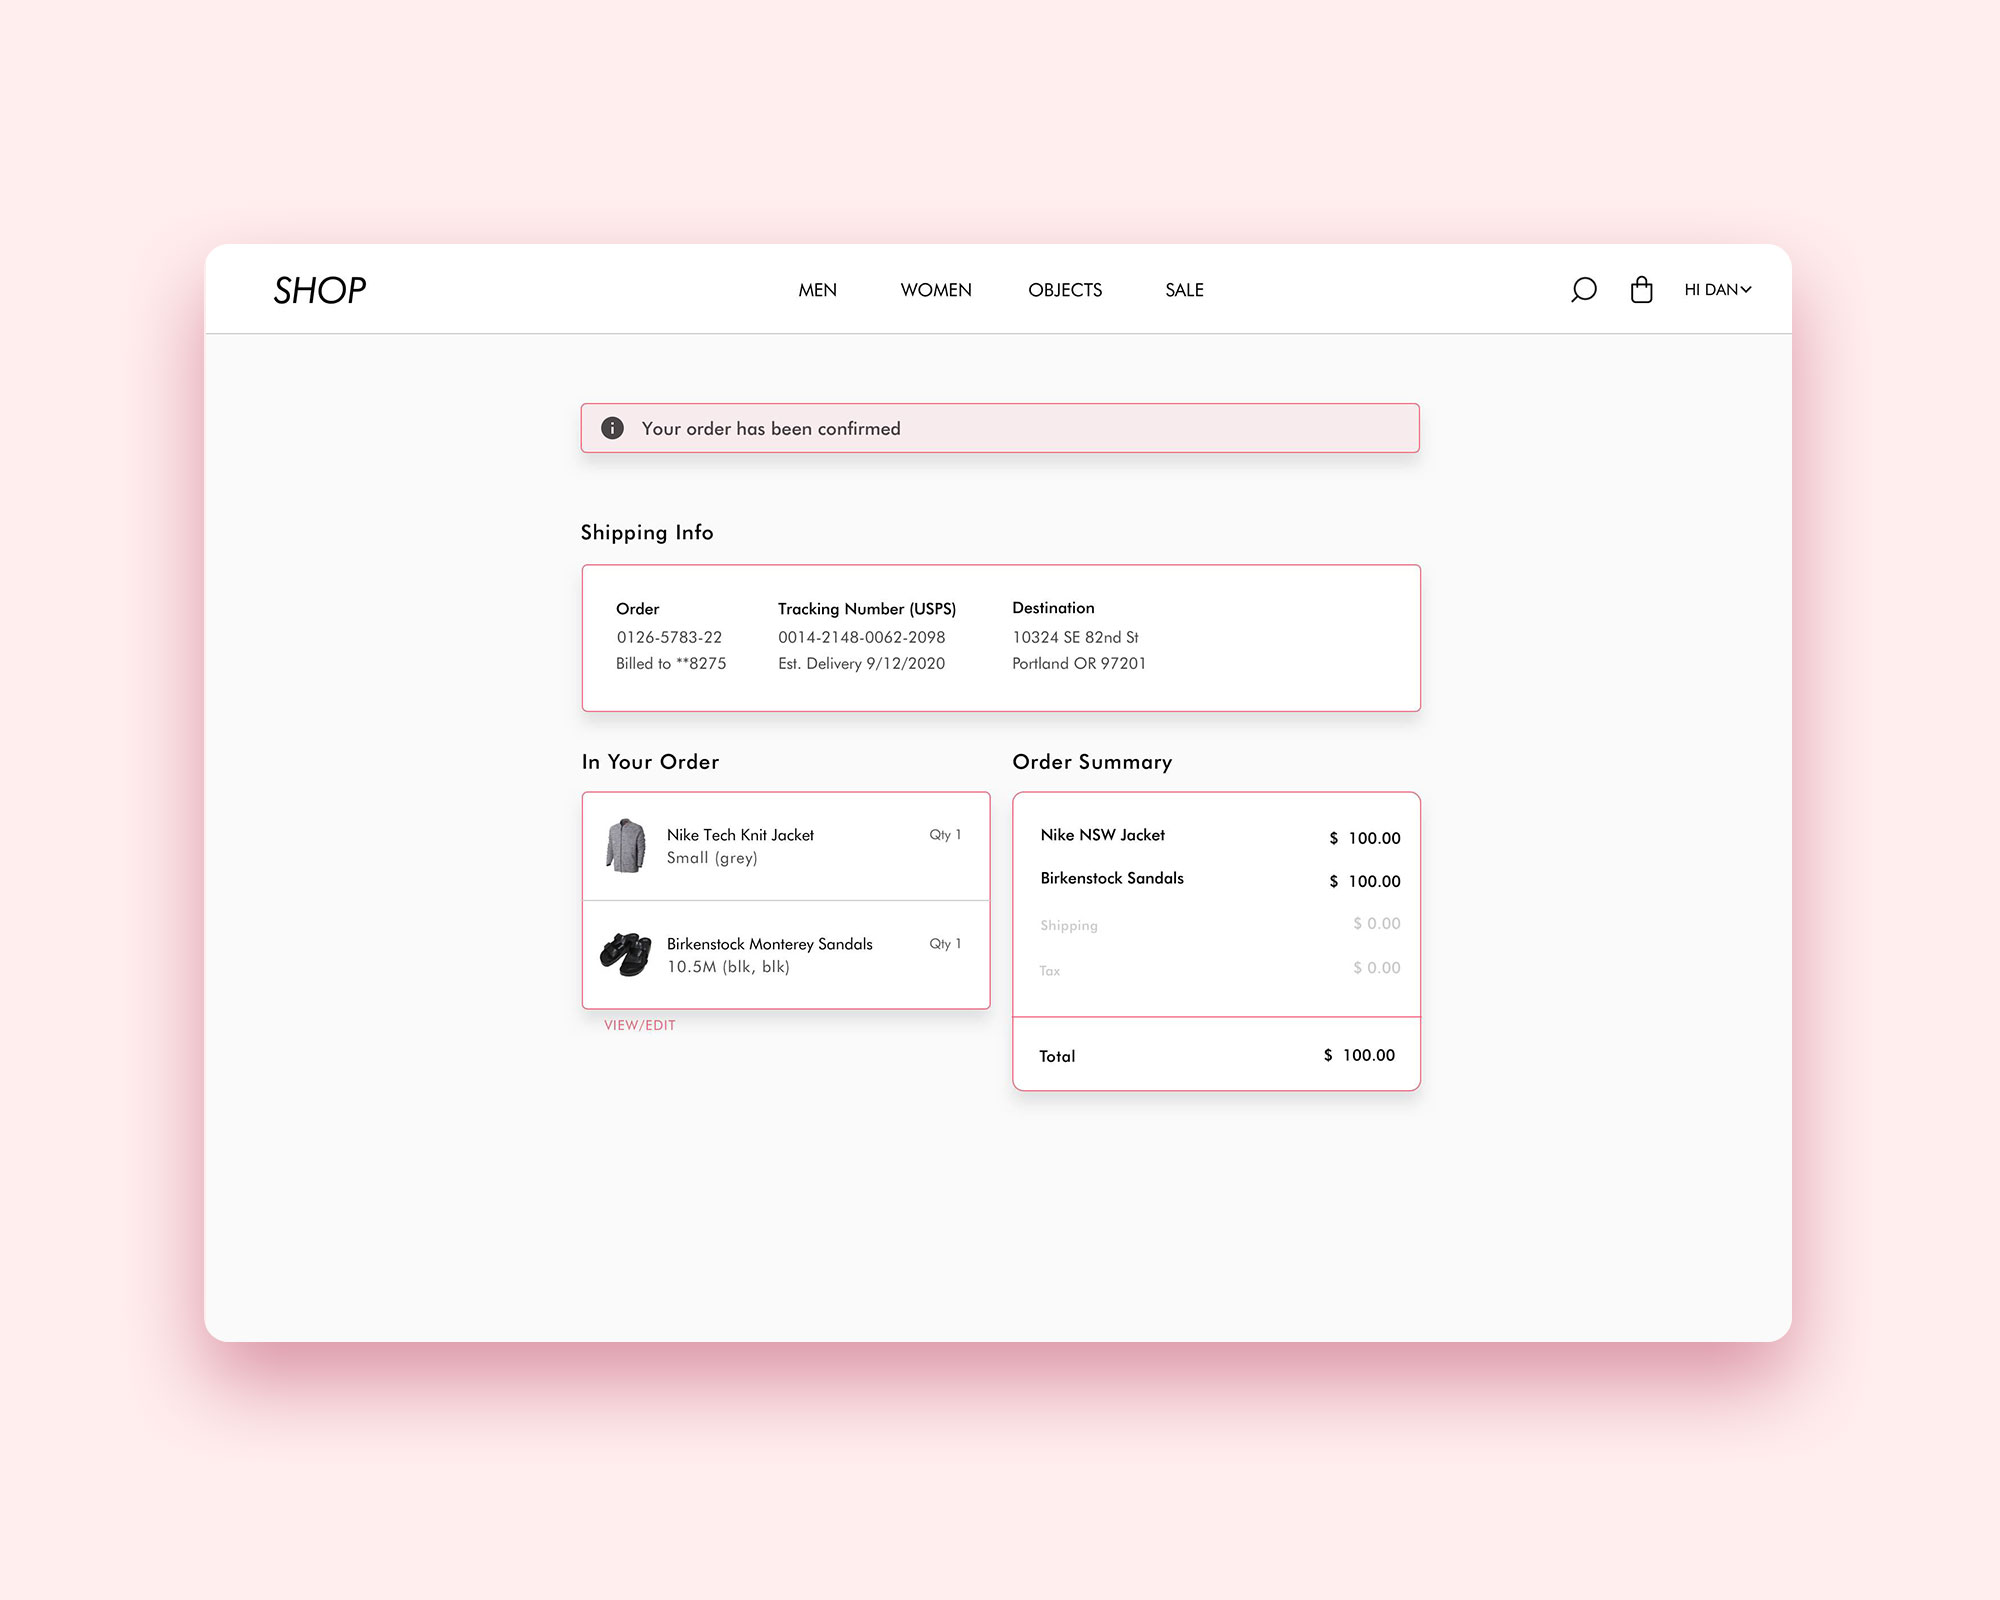 SHOP
MEN WOMEN OBJECTS SALE
HI DAN
Your order has been confirmed
Shipping Info
Order Tracking Number (USPS) Destination
0126-5783-22 0014-2148-0062-2098 10324 SE 82nd St
Billed to **8275 Est. Delivery 9/12/2020 Portland OR 97201
In Your Order
Nike Tech Knit Jacket Qty 1
Small (grey)
Birkenstock Monterey Sandals Qty 1
10.5M (blk, blk)
VIEW/EDIT
Order Summary
Nike NSW Jacket $ 100.00
Birkenstock Sandals $ 100.00
Shipping $ 0.00
Tax $ 0.00
Total $ 100.00